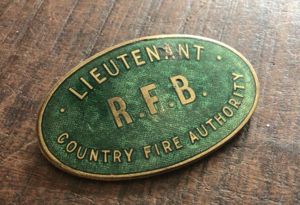 · LIEUTENANT ·
R.F.B.
COUNTRY FIRE AUTHORITY